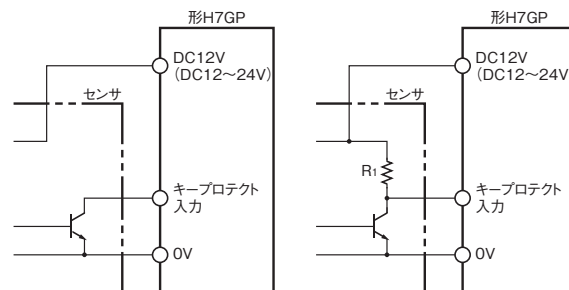 形H7GP
DC12V
(DC12～24V)
センサ
キープロテクト
入力
0V
形H7GP
DC12V
(DC12～24V
センサ
R1
キープロテクト
入力
0V